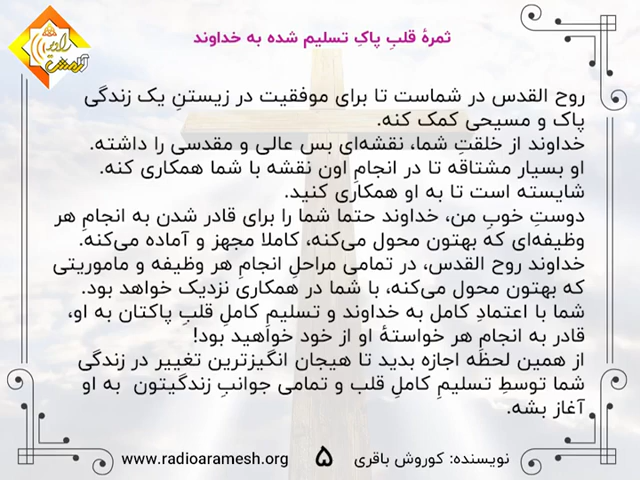 ثمرهٔ قلبِ پاکِ تسلیم شده به خداوند
روح القدس در شماست تا برای موفقیت در زیستنِ یک زندگی
پاک و مسیحی کمک کنه.
خداوند از خلقتِ شما، نقشه‌ای بس عالی و مقدسی را داشته.
او بسیار مشتاقه تا در انجامِ اون نقشه با شما همکاری کنه.
شایسته است تا به او همکاری کنید.
دوستِ خوبِ من، خداوند حتما شما را برای قادر شدن به انجامِ هر
وظیفه‌ای که بهتون محول می‌کنه، کاملا مجهز و آماده می‌کنه.
خداوند روح القدس، در تمامی مراحلِ انجامِ هر وظیفه و ماموریتی
که بهتون محول می‌کنه، با شما در همکاری نزدیک خواهد بود.
شما با اعتمادِ کامل به خداوند و تسلیمِ کاملِ قلبِ پاکتان به او،
قادر به انجامِ هر خواستهٔ او از خود خواهید بود!
از همین لحظه اجازه بدید تا هیجان انگیزترین تغییر در زندگی
شما توسطِ تسلیمِ کاملِ قلب و تمامی جوانبِ زندگیتون به او
آغاز بشه.
نویسنده: کوروش باقری ۵ www.radioaramesh.org